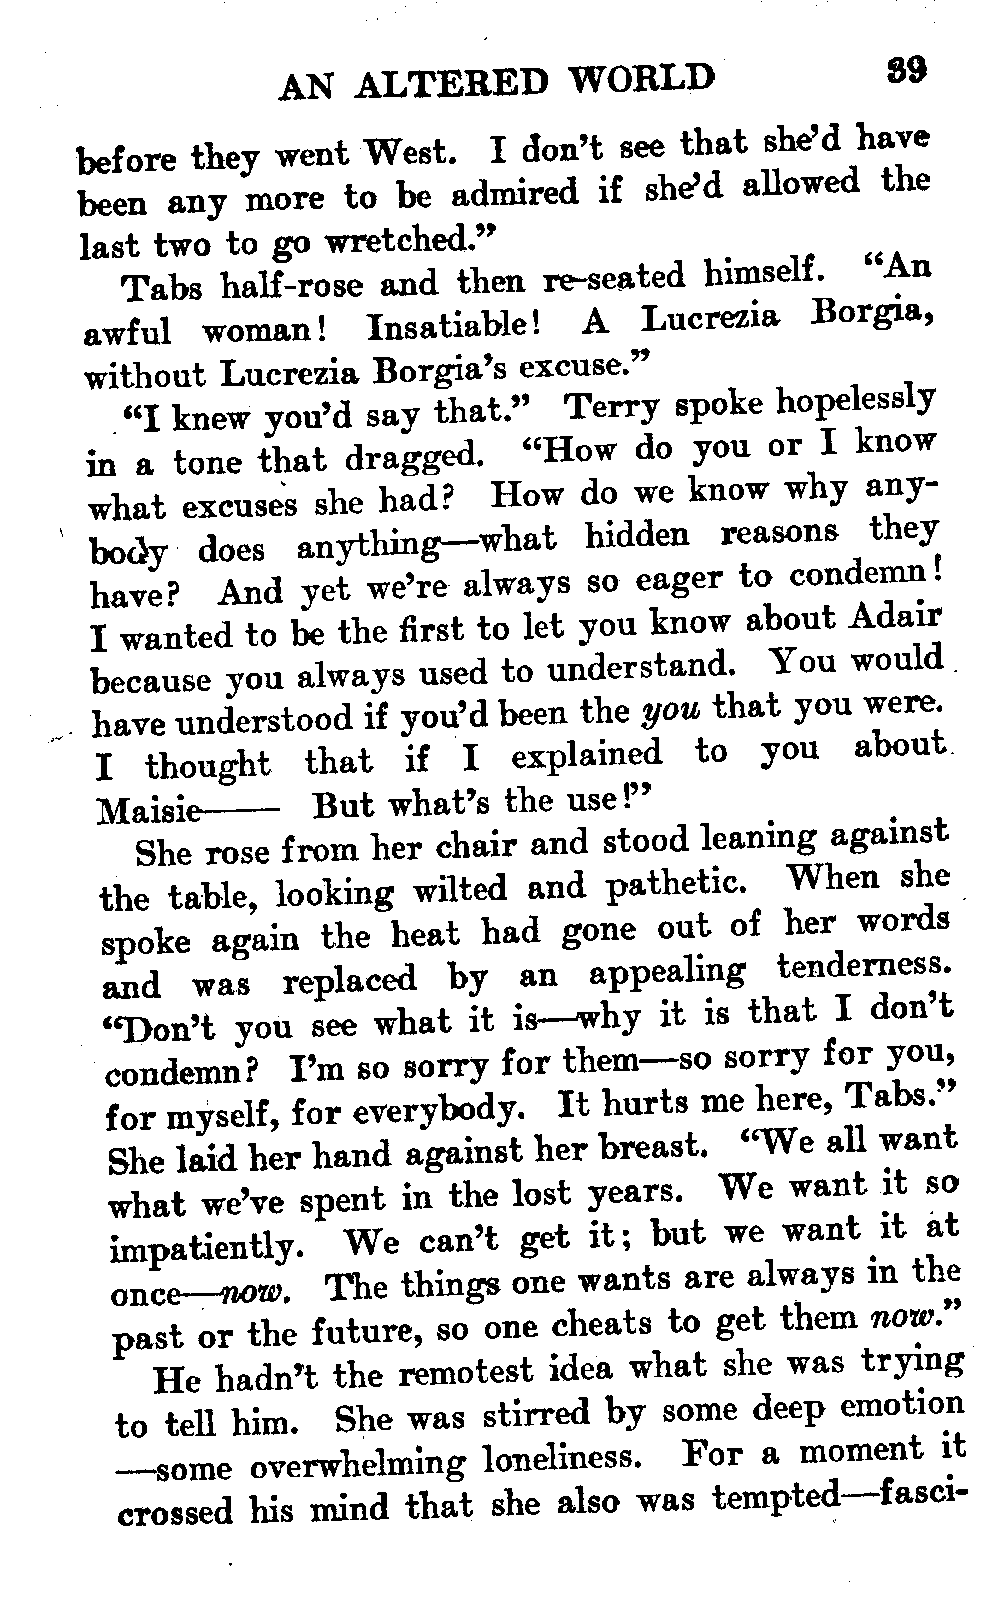 AN ALTERED WORLD 39
before they went West. I don't see that she'd have
been any more to be admired if she'd allowed the
last two to go wretched."
Tabs half-rose and then re-seated himself. "An
awful woman! Insatiable! A Lucrezia Borgia,
without Lucrezia Borgia's excuse."
"I knew you'd say that." Terry spoke hopelessly
in a tone that dragged. "How do you or I know
what excuses she had? How do we know why any-
body does anything—what hidden reasons they
have? And yet we're always so eager to condemn!
I wanted to be the first to let you know about Adair
because you always used to understand. You would
have understood if you'd been the you that you were.
I thought that if I explained to you about
Maisie—— But what's the use!"
She rose from her chair and stood leaning against
the table, looking wilted and pathetic. When she
spoke again the heat had gone out of her words
and was replaced by an appealing tenderness.
"Don't you see what it is—why it is that I don't
condemn? I'm so sorry for them—so sorry for you,
for myself, for everybody. It hurts me here, Tabs."
She laid her hand against her breast. "We all want
what we've spent in the lost years. We want it so
impatiently. We can't get it; but we want it at
once—now. The things one wants are always in the
past or the future, so one cheats to get them now."
He hadn't the remotest idea what she was trying
to tell him. She was stirred by some deep emotion
—some overwhelming loneliness. For a moment it
crossed his mind that she also was tempted—fasci-